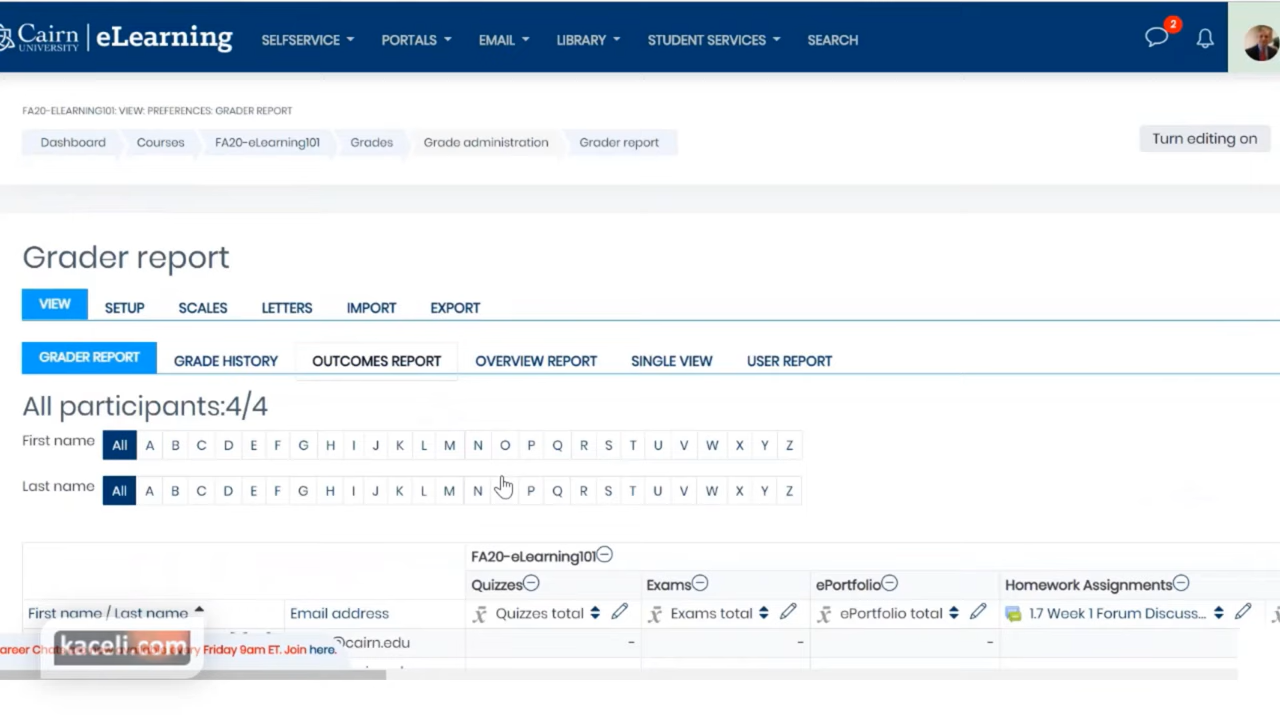 Cairn UNIVERSITY | eLearning SELFSERVICE PORTALS EMAIL LIBRARY STUDENT SERVICES SEARCH 2
FA20-ELEARNING101: VIEW: PREFERENCES: GRADER REPORT
Dashboard Courses FA20-eLearning101 Grades Grade administration Grader report Turn editing on
Grader report
VIEW SETUP SCALES LETTERS IMPORT EXPORT
GRADER REPORT GRADE HISTORY OUTCOMES REPORT OVERVIEW REPORT SINGLE VIEW USER REPORT
All participants:4/4
First name All A B C D E F G H I J K L M N O P Q R S T U V W X Y Z
Last name All A B C D E F G H I J K L M N P Q R S T U V W X Y Z
FA20-eLearning101
Quizzes Exams ePortfolio Homework Assignments
First name / Last name Email address x̄ Quizzes total x̄ Exams total x̄ ePortfolio total 1.7 Week 1 Forum Discuss...
@cairn.edu - - -
kaceli.com Friday 9am ET. Join here.